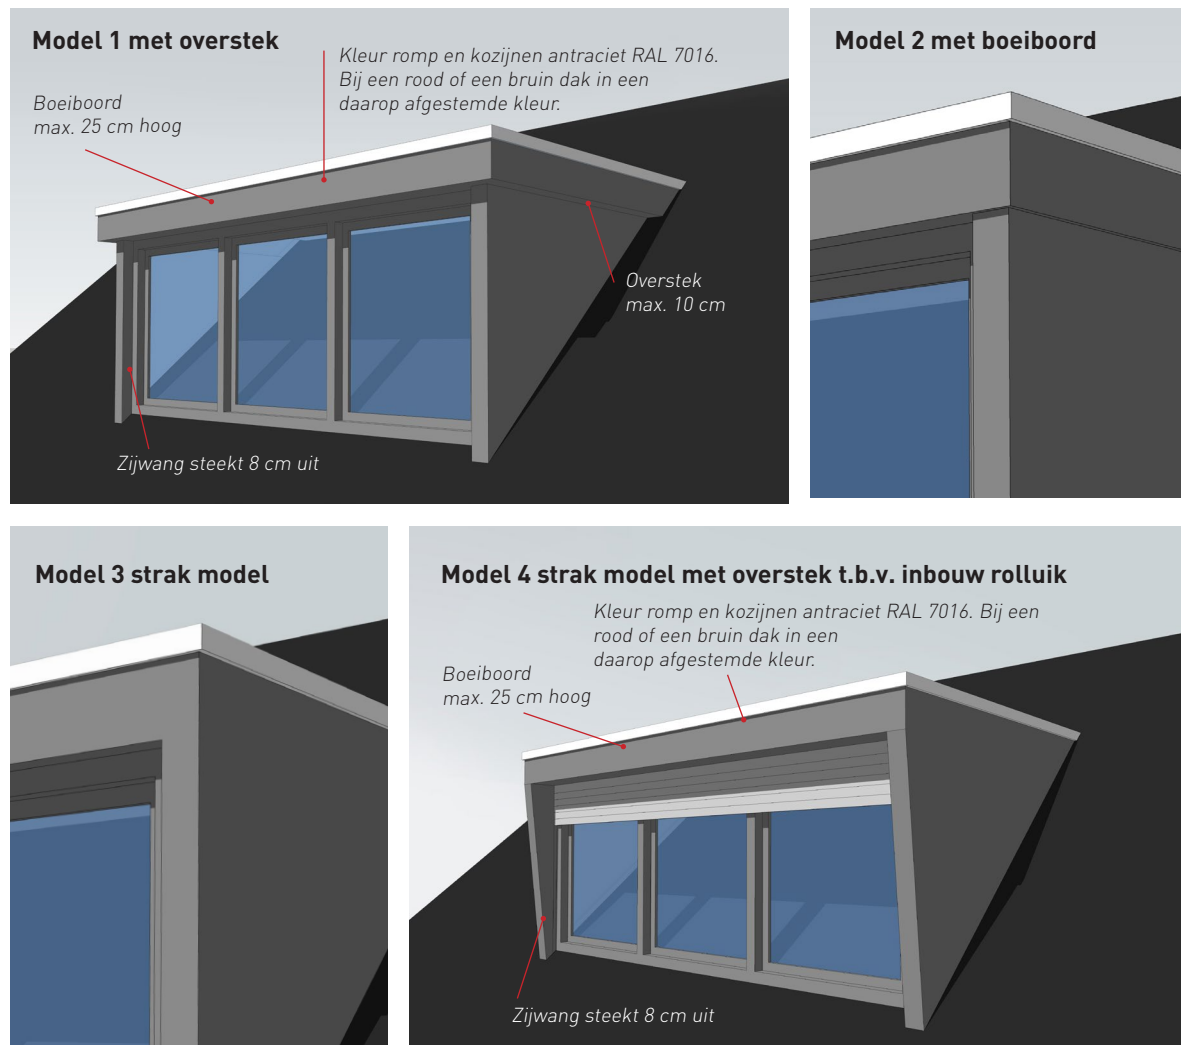 Model 1 met overstek
Kleur romp en kozijnen antraciet RAL 7016.
Bij een rood of een bruin dak in een
daarop afgestemde kleur.
Boeiboord
max. 25 cm hoog
Overstek
max. 10 cm
Zijwang steekt 8 cm uit
Model 2 met boeiboord
Model 3 strak model
Model 4 strak model met overstek t.b.v. inbouw rolluik
Kleur romp en kozijnen antraciet RAL 7016. Bij een
rood of een bruin dak in een
daarop afgestemde kleur.
Boeiboord
max. 25 cm hoog
Zijwang steekt 8 cm uit